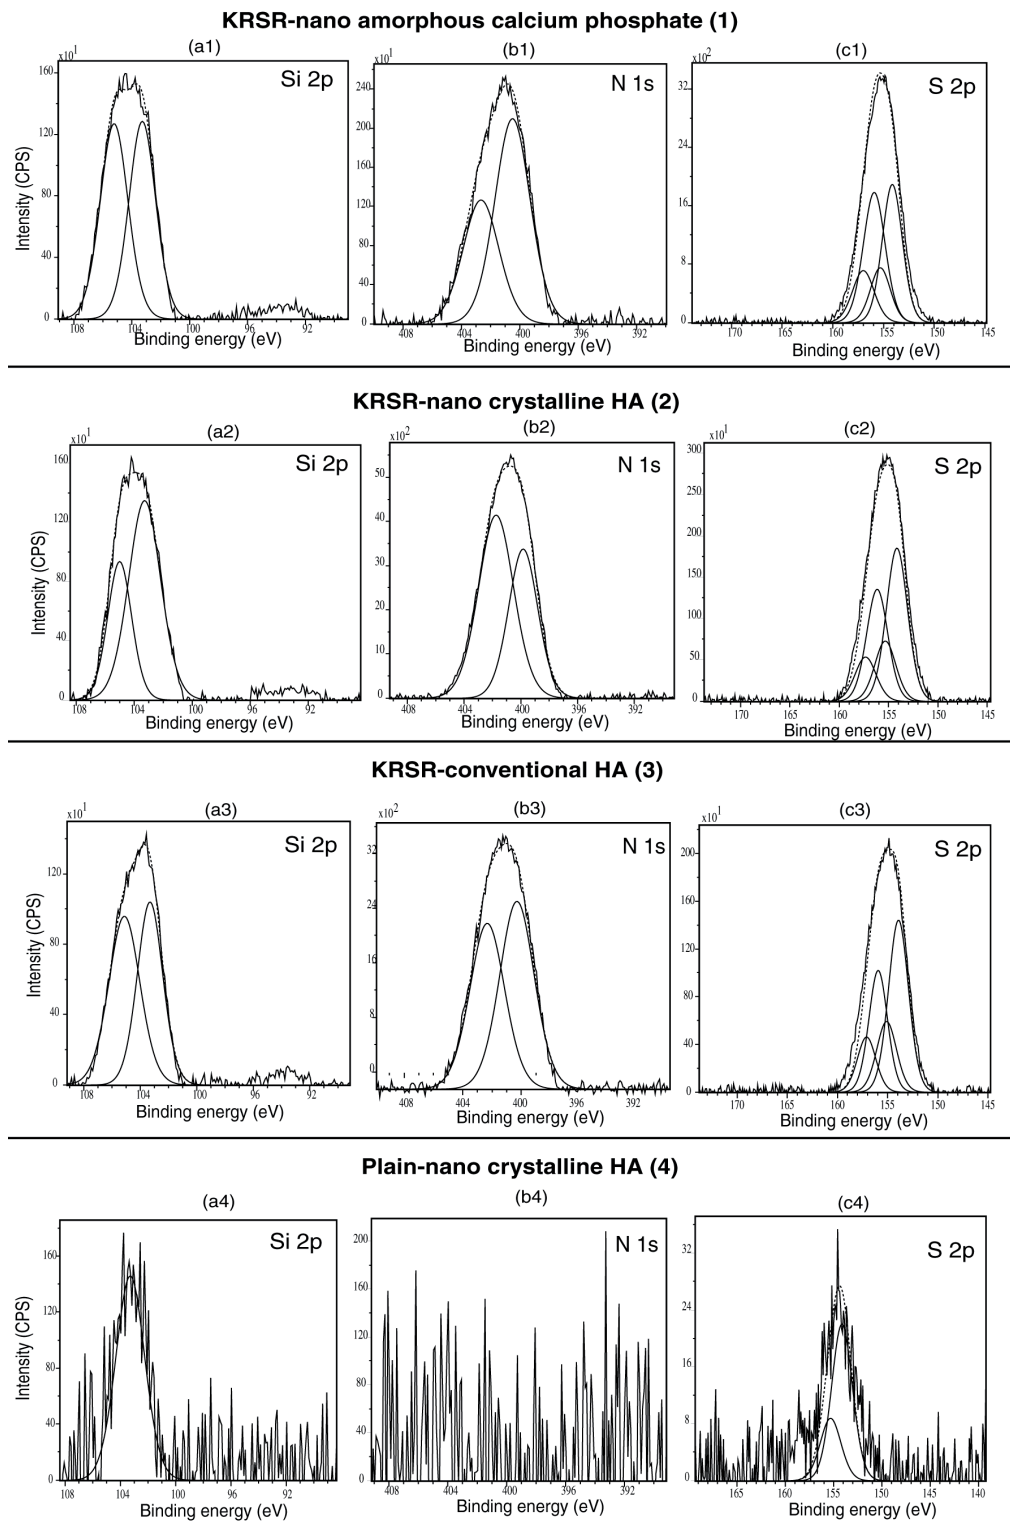 KRSR-nano amorphous calcium phosphate (1)
(a1)
(b1)
(c1)
x10¹
x10¹
x10²
Si 2p
N 1s
S 2p
160
120
80
40
0
Intensity (CPS)
240
200
160
120
80
40
0
32
24
16
8
0
108 104 100 96 92
408 404 400 396 392
170 165 160 155 150 145
Binding energy (eV)
Binding energy (eV)
Binding energy (eV)
KRSR-nano crystalline HA (2)
(a2)
(b2)
(c2)
x10¹
x10²
x10¹
Si 2p
N 1s
S 2p
160
120
80
40
0
Intensity (CPS)
50
40
30
20
10
0
300
250
200
150
100
50
0
108 104 100 96 92
408 404 400 396 392
170 165 160 155 150 145
Binding energy (eV)
Binding energy (eV)
Binding energy (eV)
KRSR-conventional HA (3)
(a3)
(b3)
(c3)
x10¹
x10²
x10¹
Si 2p
N 1s
S 2p
120
80
40
0
Intensity (CPS)
32
24
16
8
0
200
160
120
80
40
0
108 104 100 96 92
408 404 400 396 392
170 165 160 155 150 145
Binding energy (eV)
Binding energy (eV)
Binding energy (eV)
Plain-nano crystalline HA (4)
(a4)
(b4)
(c4)
Si 2p
N 1s
S 2p
160
120
80
40
0
Intensity (CPS)
200
160
120
80
40
0
32
24
16
8
0
108 104 100 96 92
408 404 400 396 392
165 160 155 150 145 140
Binding energy (eV)
Binding energy (eV)
Binding energy (eV)